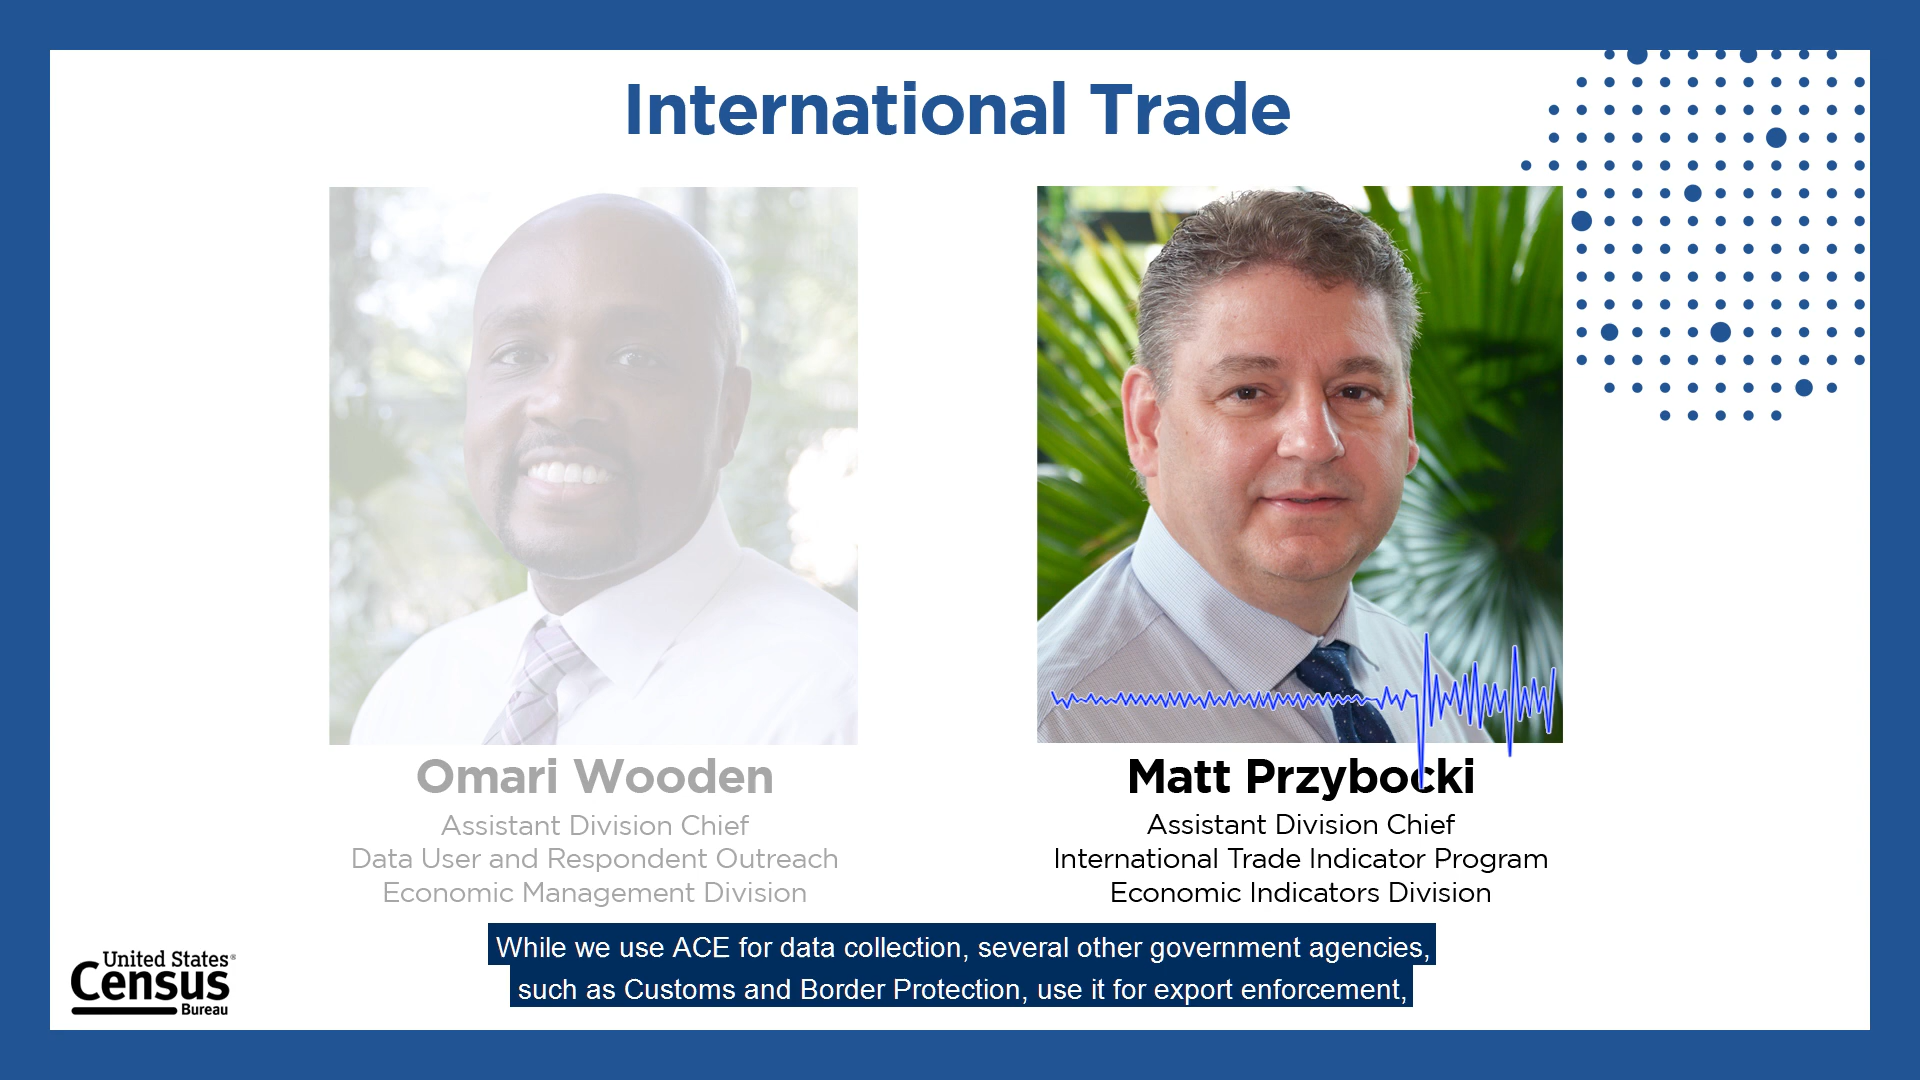 International Trade
Omari Wooden
Assistant Division Chief
Data User and Respondent Outreach
Economic Management Division
Matt Przybocki
Assistant Division Chief
International Trade Indicator Program
Economic Indicators Division
While we use ACE for data collection, several other government agencies,
such as Customs and Border Protection, use it for export enforcement,
United States®
Census
Bureau